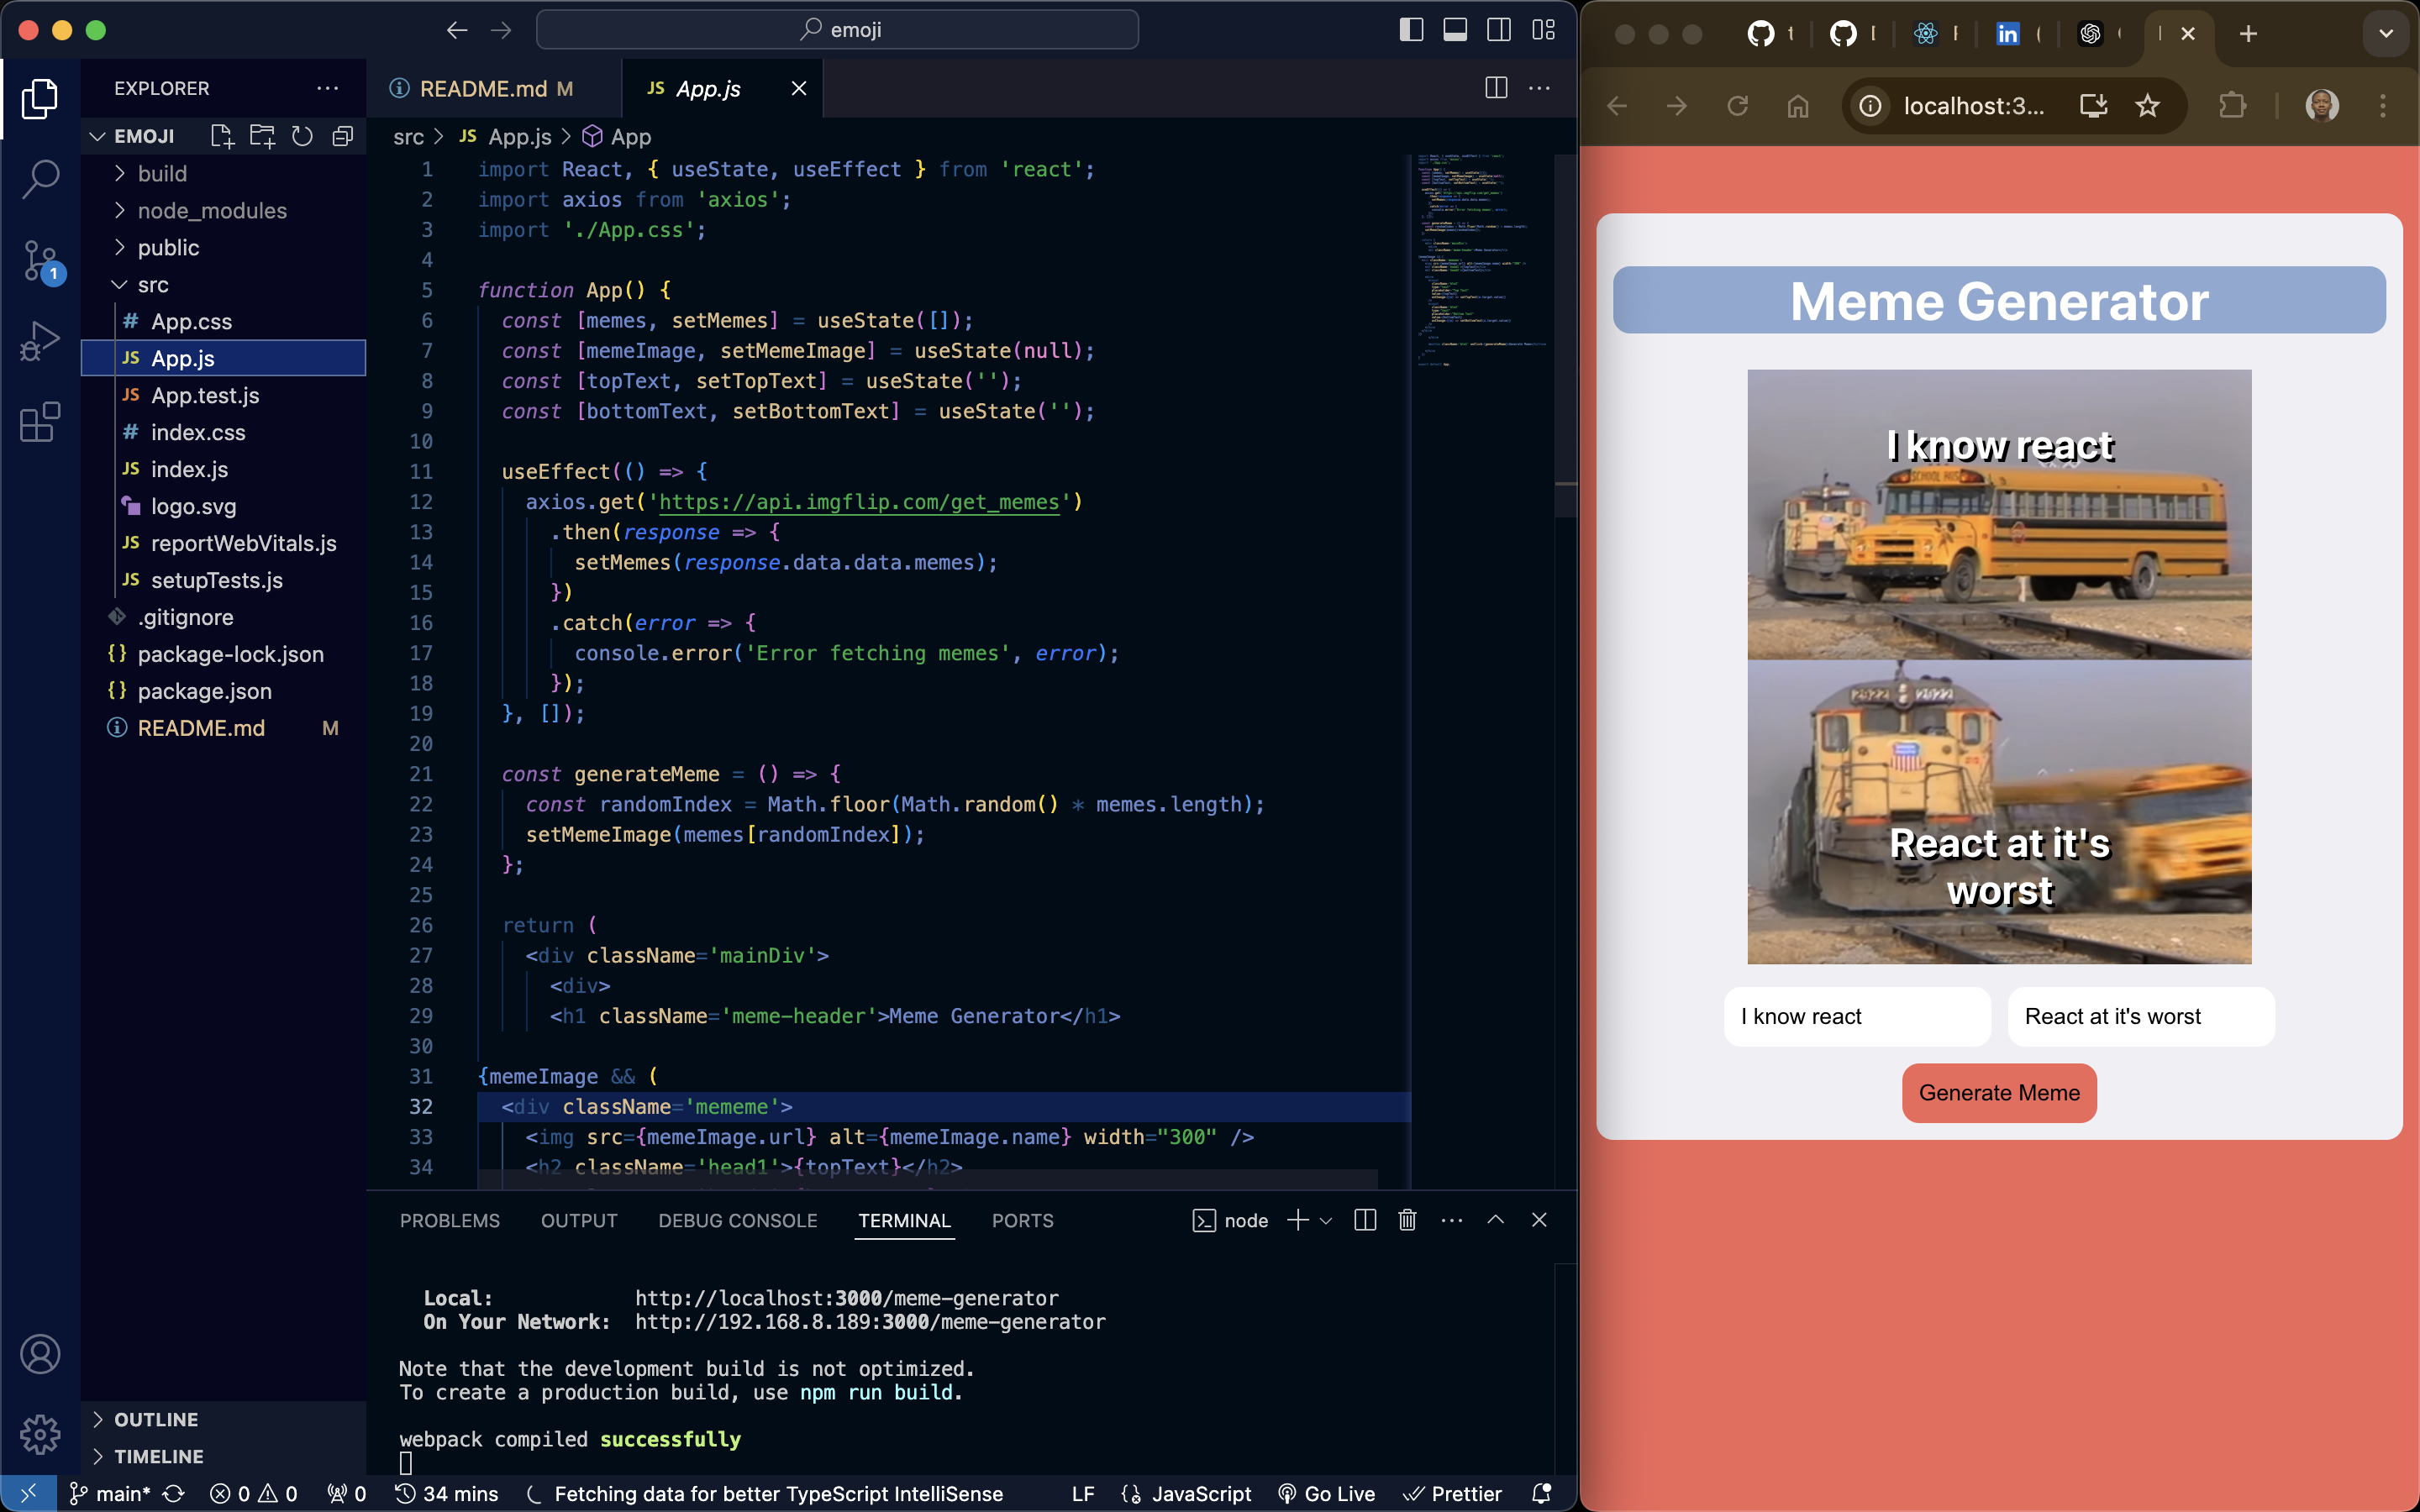 emoji
EXPLORER
EMOJI
build
node_modules
public
src
# App.css
JS App.js
JS App.test.js
# index.css
JS index.js
logo.svg
JS reportWebVitals.js
JS setupTests.js
.gitignore
{} package-lock.json
{} package.json
README.md M
OUTLINE
TIMELINE
1
README.md M
JS App.js
src > JS App.js > App
1 import React, { useState, useEffect } from 'react';
2 import axios from 'axios';
3 import './App.css';
4
5 function App() {
6 const [memes, setMemes] = useState([]);
7 const [memeImage, setMemeImage] = useState(null);
8 const [topText, setTopText] = useState('');
9 const [bottomText, setBottomText] = useState('');
10
11 useEffect(() => {
12 axios.get('https://api.imgflip.com/get_memes')
13 .then(response => {
14 setMemes(response.data.data.memes);
15 })
16 .catch(error => {
17 console.error('Error fetching memes', error);
18 });
19 }, []);
20
21 const generateMeme = () => {
22 const randomIndex = Math.floor(Math.random() * memes.length);
23 setMemeImage(memes[randomIndex]);
24 };
25
26 return (
27 <div className='mainDiv'>
28 <div>
29 <h1 className='meme-header'>Meme Generator</h1>
30
31 {memeImage && (
32 <div className='mememe'>
33 <img src={memeImage.url} alt={memeImage.name} width="300" />
34 <h2 className='head1'>{topText}</h2>
PROBLEMS OUTPUT DEBUG CONSOLE TERMINAL PORTS
node
Local: http://localhost:3000/meme-generator
On Your Network: http://192.168.8.189:3000/meme-generator
Note that the development build is not optimized.
To create a production build, use npm run build.
webpack compiled successfully
main* 0 0 0 34 mins Fetching data for better TypeScript IntelliSense LF JavaScript Go Live Prettier
in
localhost:3...
Meme Generator
I know react
SCHOOL BUS
2922 2922
React at it's
worst
I know react
React at it's worst
Generate Meme